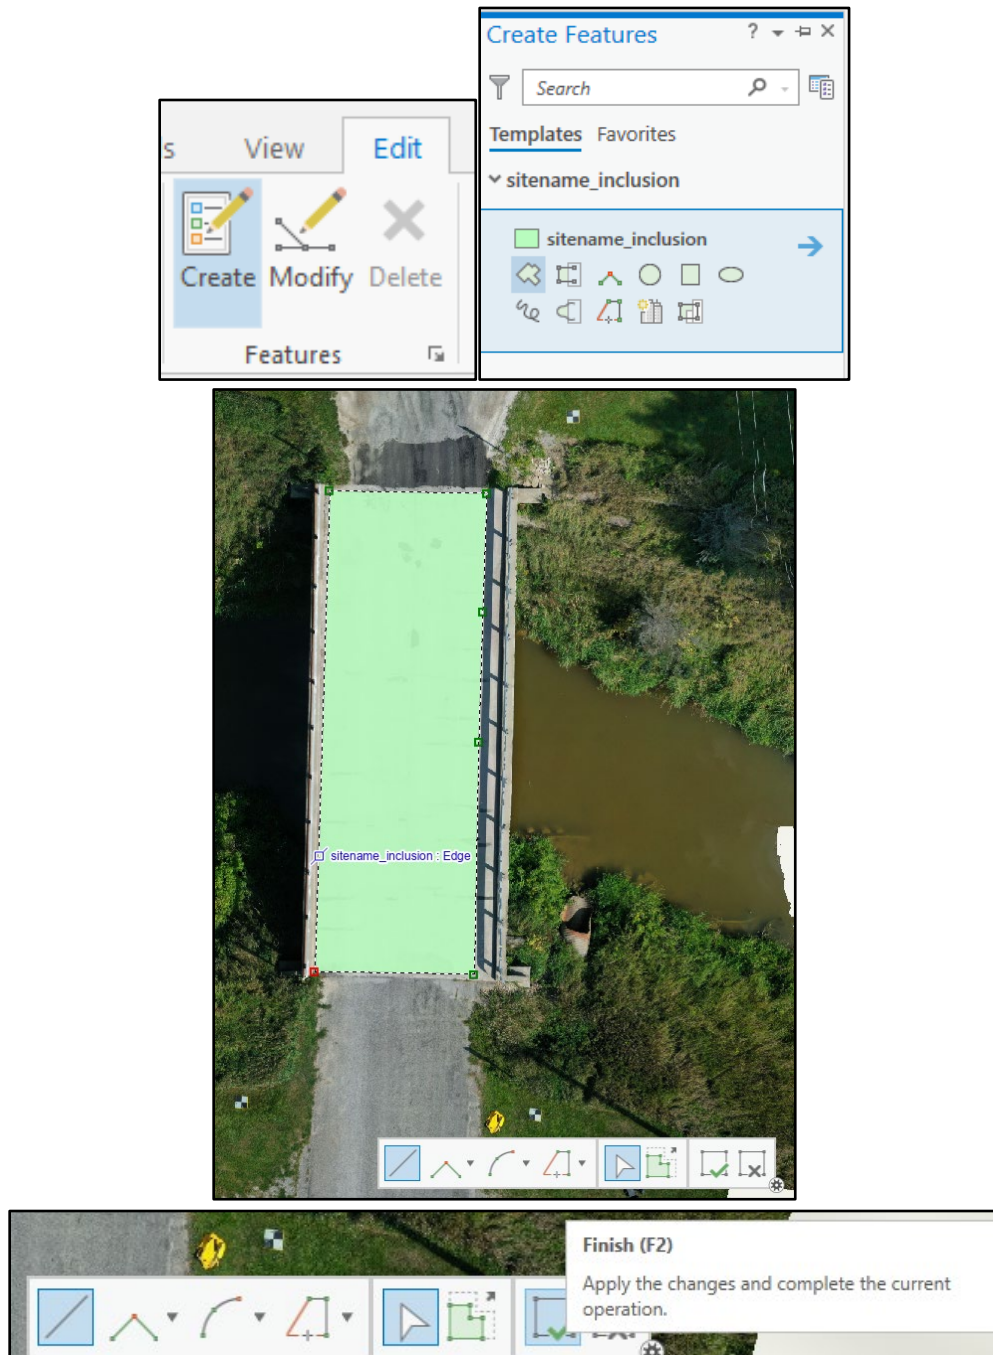 Create Features
?
Search
Templates Favorites
sitename_inclusion
sitename_inclusion
s View Edit
Create Modify Delete
Features
sitename_inclusion : Edge
Finish (F2)
Apply the changes and complete the current
operation.